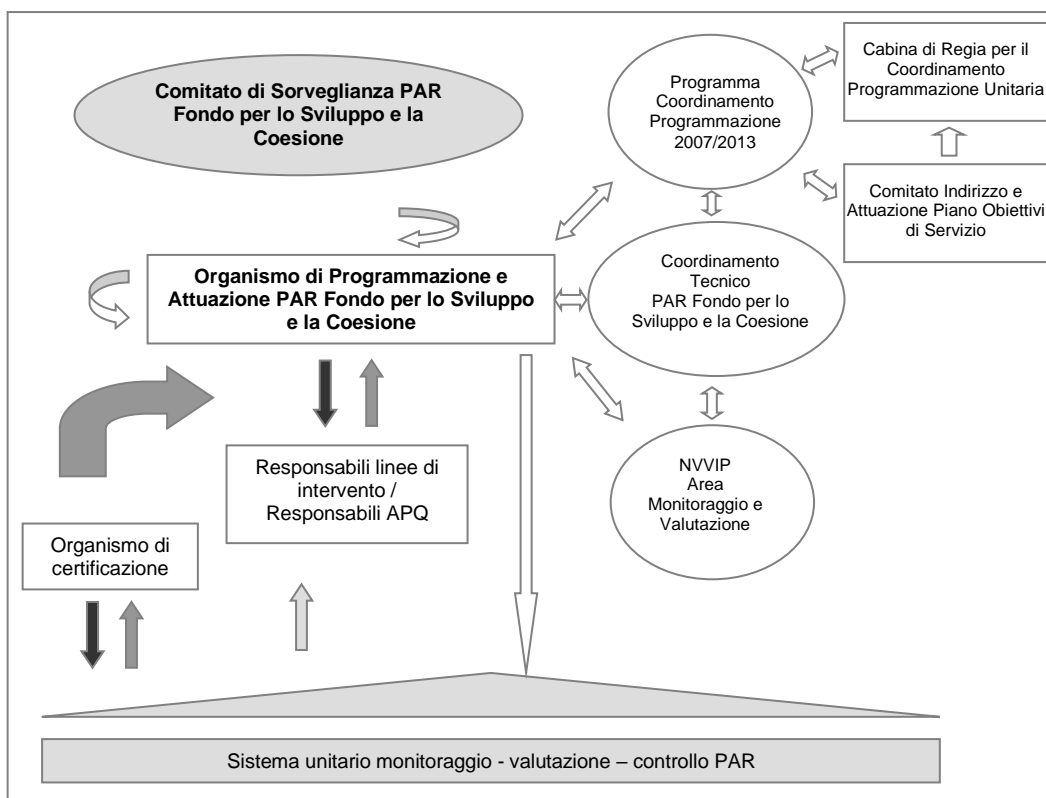 Comitato di Sorveglianza PAR
Fondo per lo Sviluppo e la
Coesione
Programma
Coordinamento
Programmazione
2007/2013
Cabina di Regia per il
Coordinamento
Programmazione Unitaria
Comitato Indirizzo e
Attuazione Piano Obiettivi
di Servizio
Organismo di Programmazione e
Attuazione PAR Fondo per lo Sviluppo
e la Coesione
Coordinamento
Tecnico
PAR Fondo per lo
Sviluppo e la Coesione
Responsabili linee di
intervento /
Responsabili APQ
NVVIP
Area
Monitoraggio e
Valutazione
Organismo di
certificazione
Sistema unitario monitoraggio - valutazione – controllo PAR